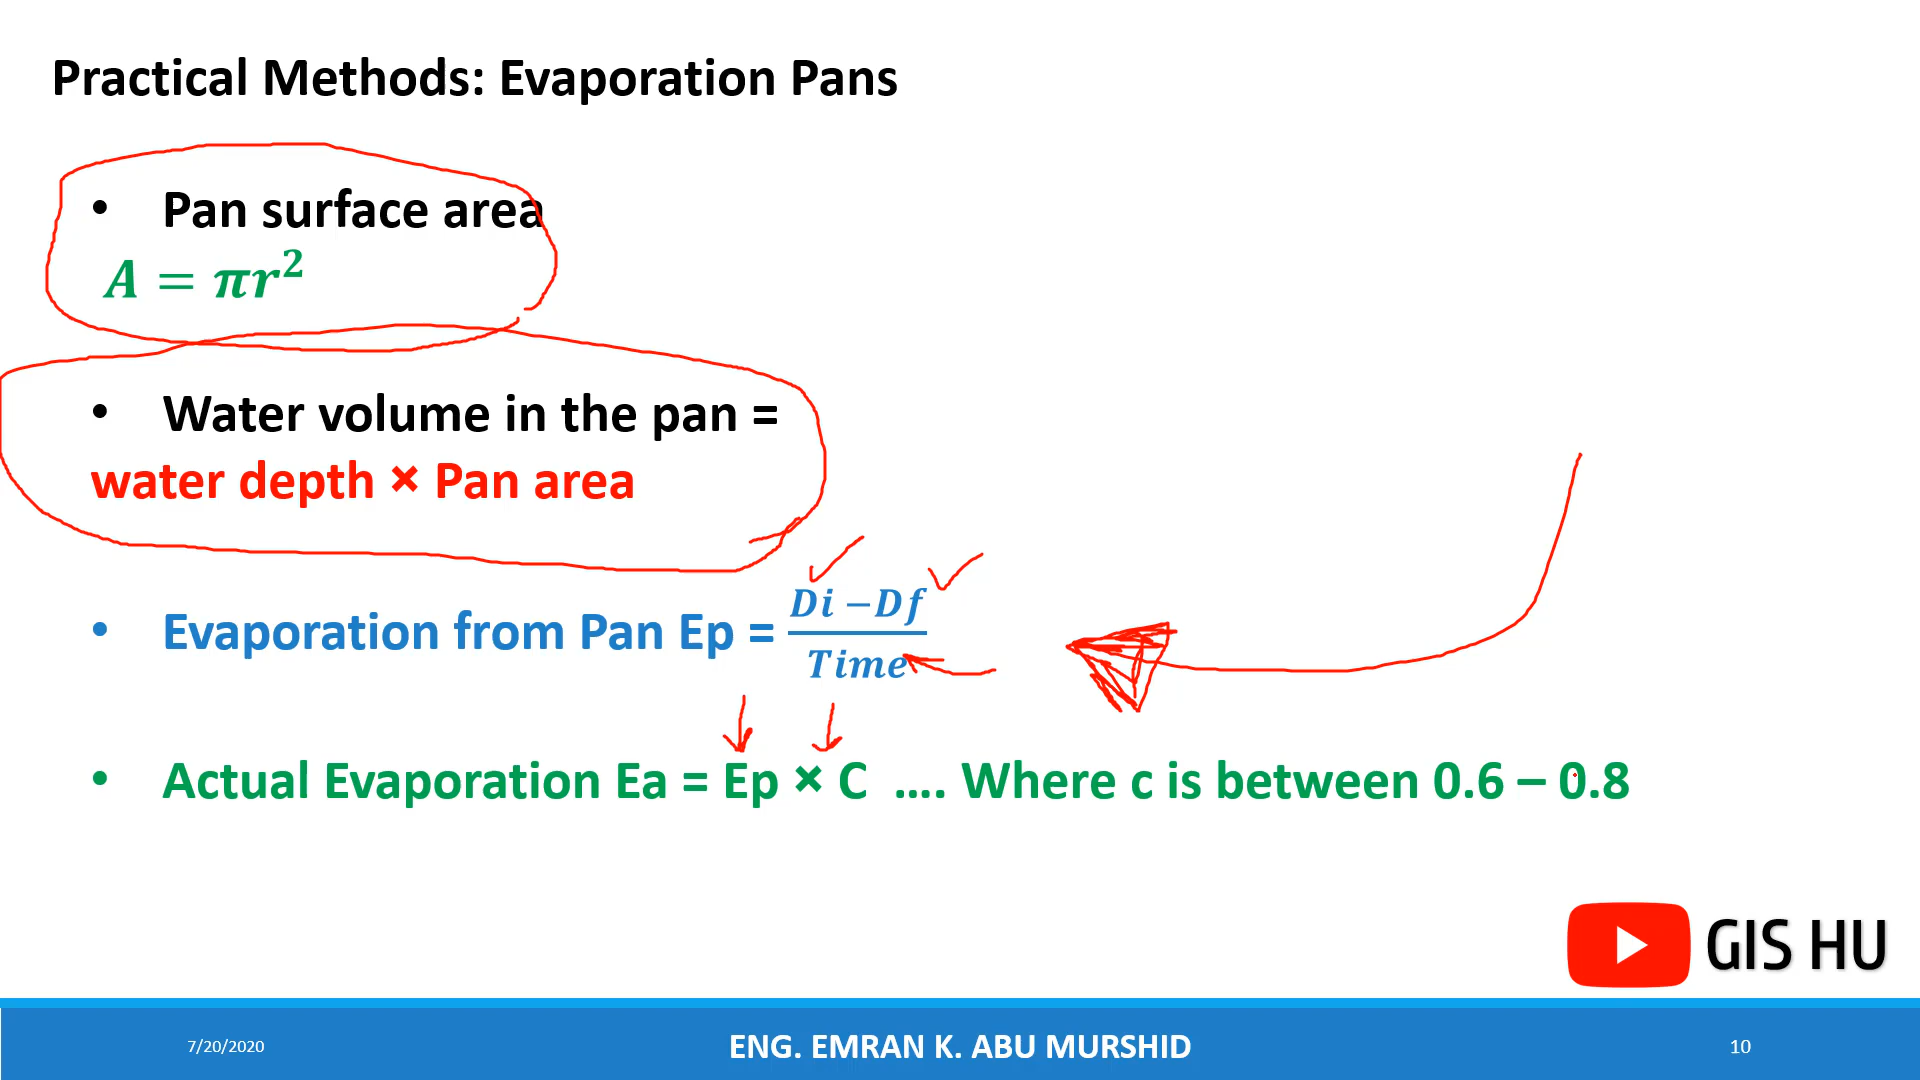 Practical Methods: Evaporation Pans
• Pan surface area
A = πr²
• Water volume in the pan =
water depth × Pan area
• Evaporation from Pan Ep = Di − Df / Time
• Actual Evaporation Ea = Ep × C .... Where c is between 0.6 – 0.8
GIS HU
7/20/2020
ENG. EMRAN K. ABU MURSHID
10